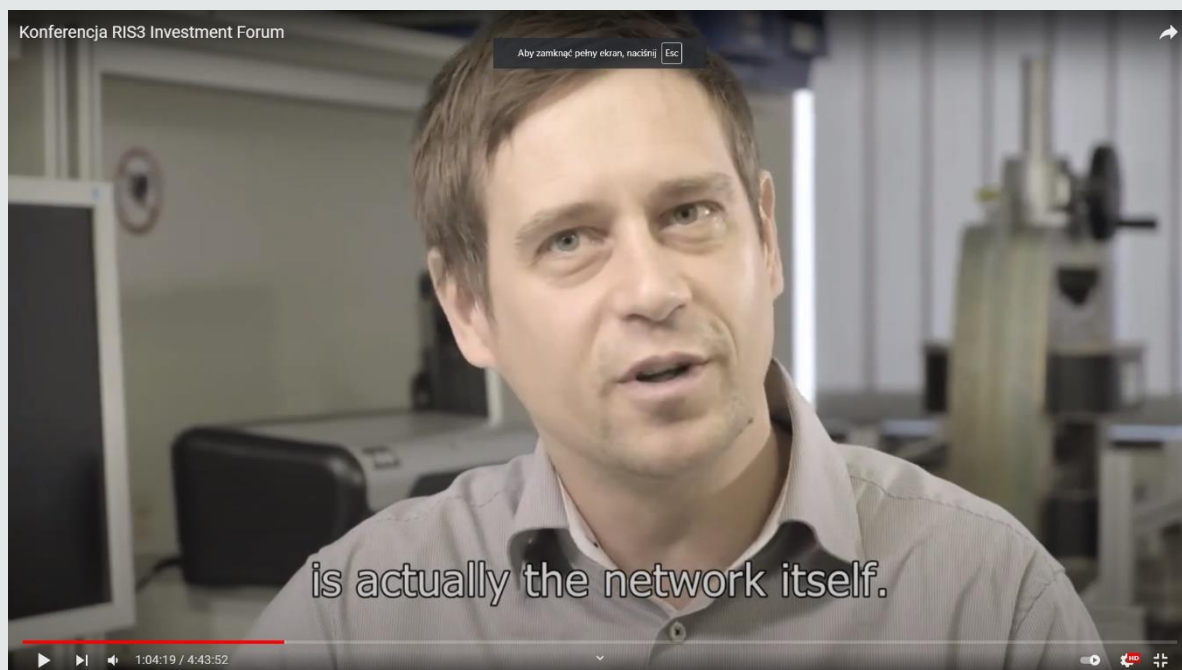 Konferencja RIS3 Investment Forum
Aby zamknąć pełny ekran, naciśnij Esc
is actually the network itself.
1:04:19 / 4:43:52
HD